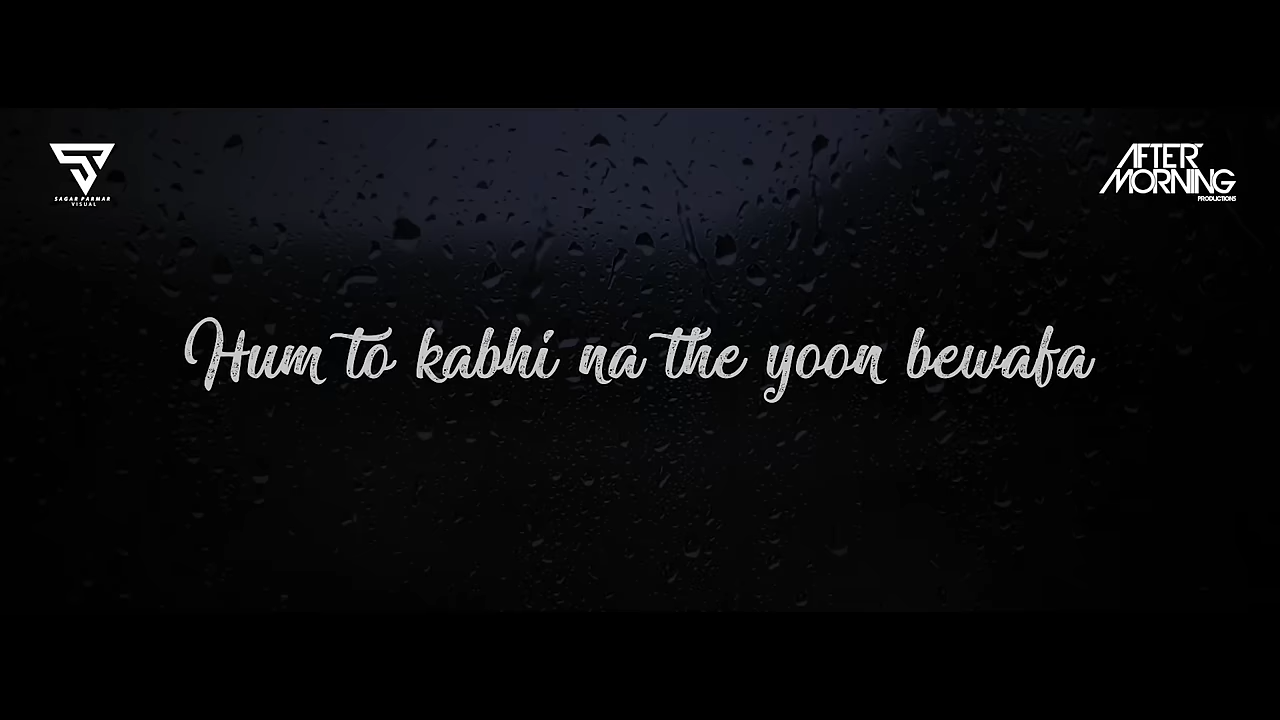 SAGAR PARMAR
VISUAL
AFTER
MORNING
PRODUCTIONS
Hum to kabhi na the yoon bewafa